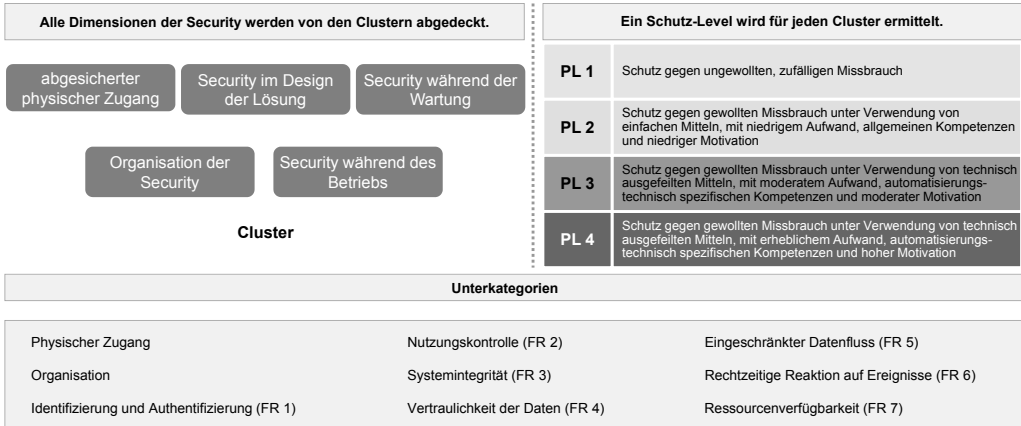 Alle Dimensionen der Security werden von den Clustern abgedeckt.
abgesicherter
physischer Zugang
Security im Design
der Lösung
Security während der
Wartung
Organisation der
Security
Security während des
Betriebs
Cluster
Ein Schutz-Level wird für jeden Cluster ermittelt.
PL 1
Schutz gegen ungewollten, zufälligen Missbrauch
PL 2
Schutz gegen gewollten Missbrauch unter Verwendung von
einfachen Mitteln, mit niedrigem Aufwand, allgemeinen Kompetenzen
und niedriger Motivation
PL 3
Schutz gegen gewollten Missbrauch unter Verwendung von technisch
ausgefeilten Mitteln, mit moderatem Aufwand, automatisierungs-
technisch spezifischen Kompetenzen und moderater Motivation
PL 4
Schutz gegen gewollten Missbrauch unter Verwendung von technisch
ausgefeilten Mitteln, mit erheblichem Aufwand, automatisierungs-
technisch spezifischen Kompetenzen und hoher Motivation
Unterkategorien
Physischer Zugang
Organisation
Identifizierung und Authentifizierung (FR 1)
Nutzungskontrolle (FR 2)
Systemintegrität (FR 3)
Vertraulichkeit der Daten (FR 4)
Eingeschränkter Datenfluss (FR 5)
Rechtzeitige Reaktion auf Ereignisse (FR 6)
Ressourcenverfügbarkeit (FR 7)